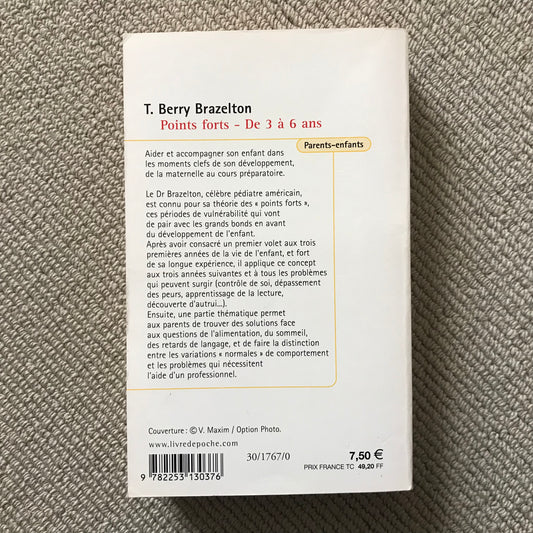 T. Berry Brazelton
Points forts - De 3 à 6 ans
Parents-enfants
Aider et accompagner son enfant dans
les moments clefs de son développement,
de la maternelle au cours préparatoire.
Le Dr Brazelton, célèbre pédiatre américain,
est connu pour sa théorie des « points forts »,
ces périodes de vulnérabilité qui vont
de pair avec les grands bonds en avant
du développement de l'enfant.
Après avoir consacré un premier volet aux trois
premières années de la vie de l'enfant, et fort
de sa longue expérience, il applique ce concept
aux trois années suivantes et à tous les problèmes
qui peuvent surgir (contrôle de soi, dépassement
des peurs, apprentissage de la lecture,
découverte d'autrui...).
Ensuite, une partie thématique permet
aux parents de trouver des solutions face
aux questions de l'alimentation, du sommeil,
des retards de langage, et de faire la distinction
entre les variations « normales » de comportement
et les problèmes qui nécessitent
l'aide d'un professionnel.
Couverture : © V. Maxim / Option Photo.
www.livredepoche.com
30/1767/0
7,50 €
PRIX FRANCE TC 49,20 FF
9 782253 130376